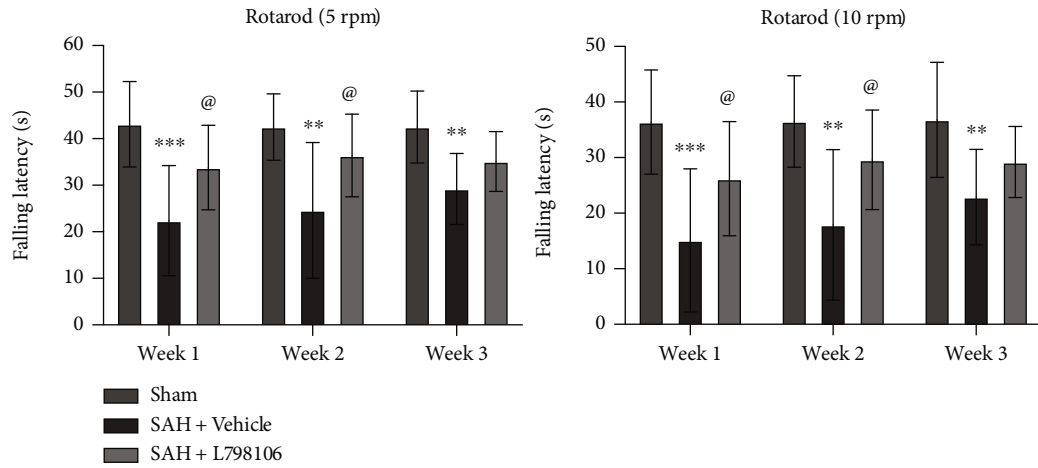 Rotarod (5 rpm)
Falling latency (s)
60
50
40
30
20
10
0
***
@
**
@
**
Week 1
Week 2
Week 3
Rotarod (10 rpm)
Falling latency (s)
50
40
30
20
10
0
***
@
**
@
**
Week 1
Week 2
Week 3
Sham
SAH + Vehicle
SAH + L798106